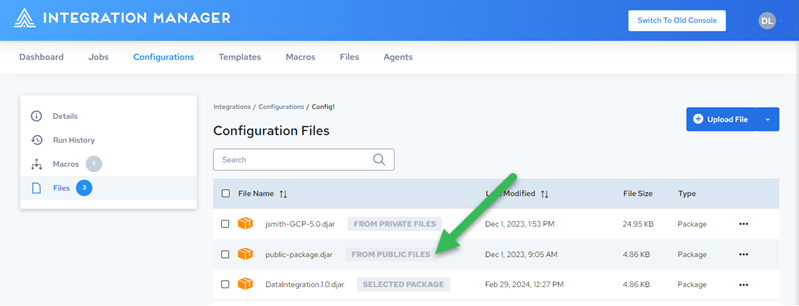 INTEGRATION MANAGER
Switch To Old Console
DL
Dashboard Jobs Configurations Templates Macros Files Agents
Details
Run History
Macros 1
Files 3
Integrations / Configurations / Config1
Configuration Files
Upload File
Search
File Name Last Modified File Size Type
jsmith-GCP-5.0.djar FROM PRIVATE FILES Dec 1, 2023, 1:53 PM 24.95 KB Package
public-package.djar FROM PUBLIC FILES Dec 1, 2023, 9:05 AM 4.86 KB Package
DataIntegration.1.0.djar SELECTED PACKAGE Feb 29, 2024, 12:27 PM 4.86 KB Package